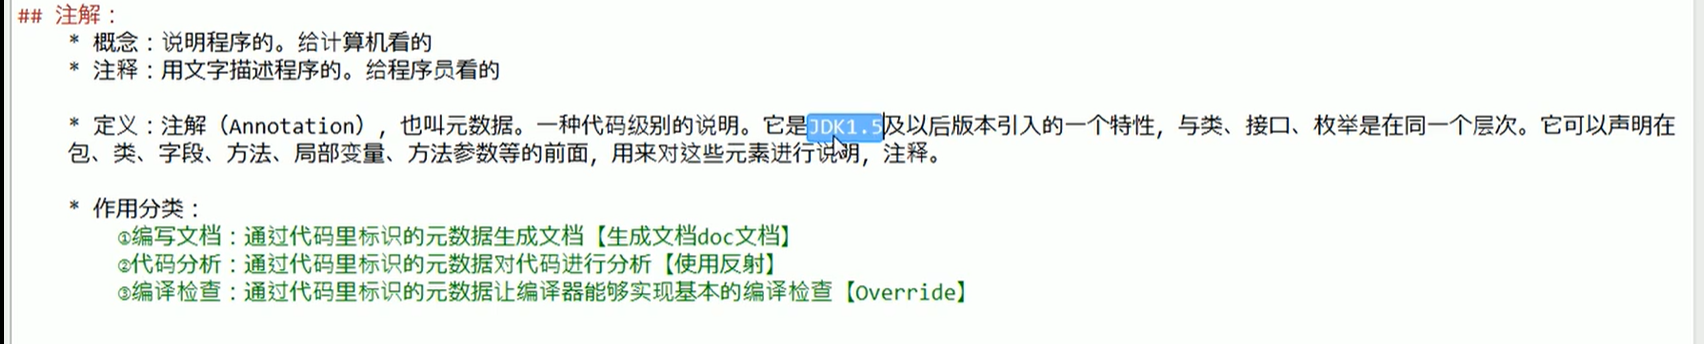 ## 注解：
* 概念：说明程序的。给计算机看的
* 注释：用文字描述程序的。给程序员看的
* 定义：注解（Annotation），也叫元数据。一种代码级别的说明。它是JDK1.5及以后版本引入的一个特性，与类、接口、枚举是在同一个层次。它可以声明在
包、类、字段、方法、局部变量、方法参数等的前面，用来对这些元素进行说明，注释。
* 作用分类：
①编写文档：通过代码里标识的元数据生成文档【生成文档doc文档】
②代码分析：通过代码里标识的元数据对代码进行分析【使用反射】
③编译检查：通过代码里标识的元数据让编译器能够实现基本的编译检查【Override】